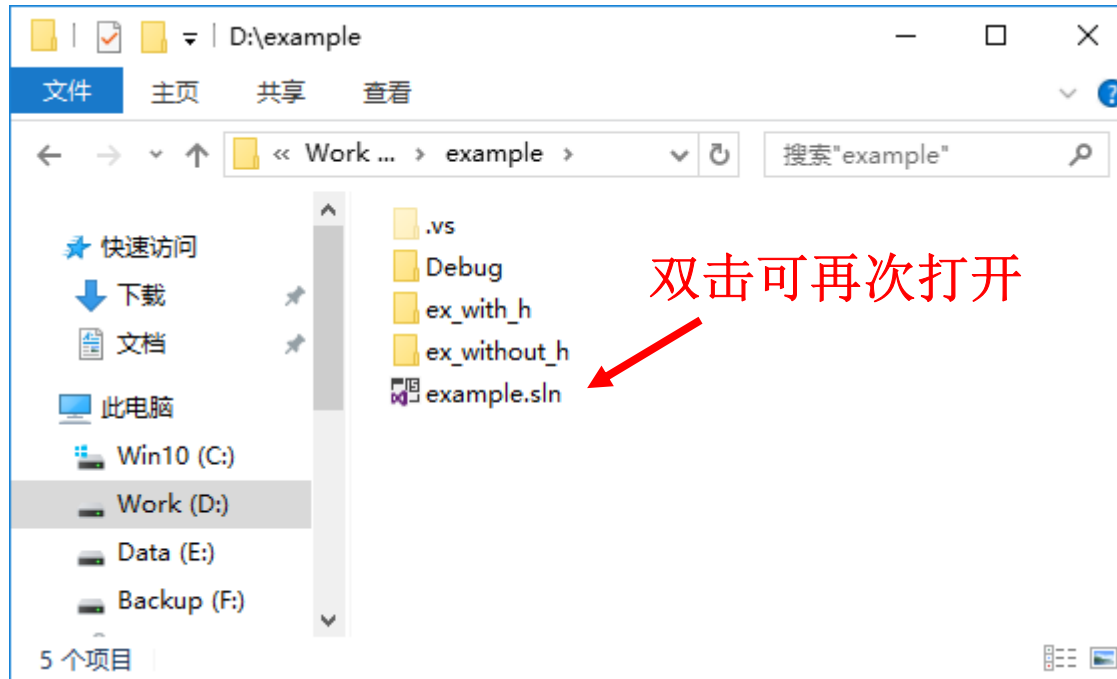 D:\example
文件 主页 共享 查看
« Work ... › example ›
搜索"example"
快速访问
下载
文档
此电脑
Win10 (C:)
Work (D:)
Data (E:)
Backup (F:)
.vs
Debug
ex_with_h
ex_without_h
example.sln
双击可再次打开
5 个项目